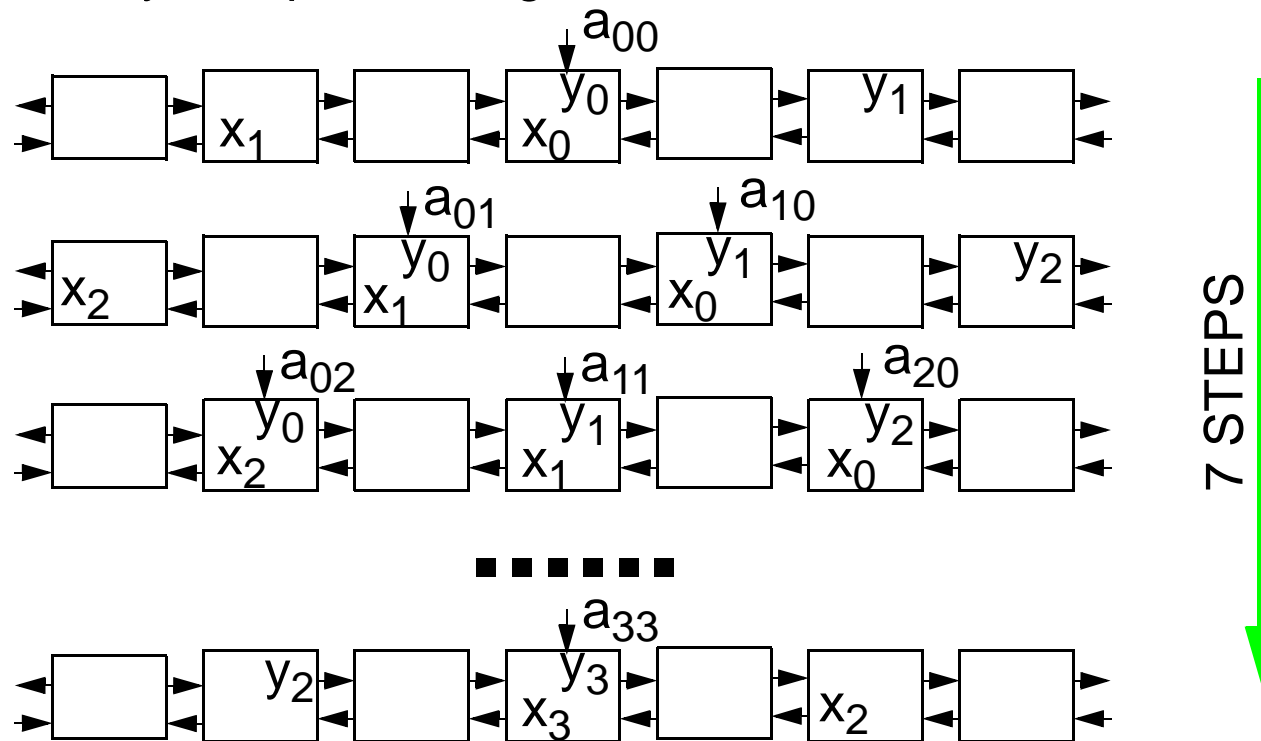 a00
x1 x0 y0 y1
a01 a10
x2 x1 y0 x0 y1 y2
a02 a11 a20
x2 y0 x1 y1 x0 y2
a33
y2 x3 y3 x2
7 STEPS